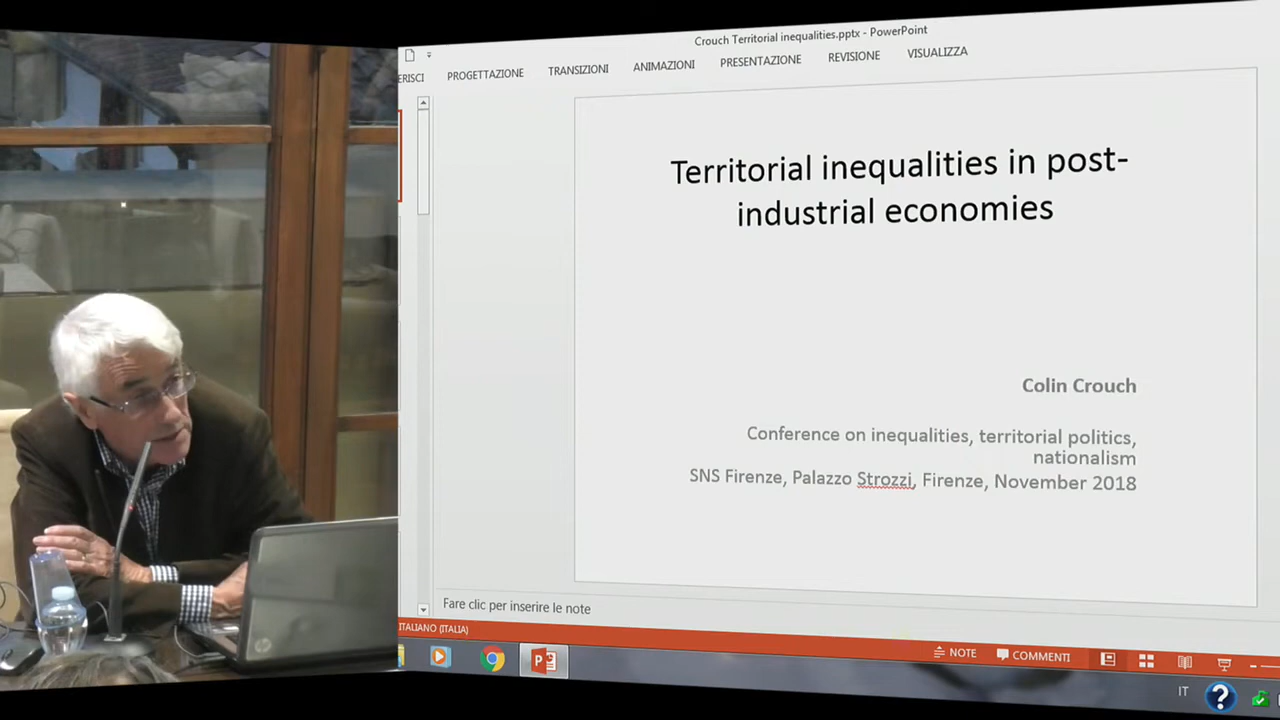 Crouch Territorial inequalities.pptx - PowerPoint
ERISCI PROGETTAZIONE TRANSIZIONI ANIMAZIONI PRESENTAZIONE REVISIONE VISUALIZZA
Territorial inequalities in post-
industrial economies
Colin Crouch
Conference on inequalities, territorial politics,
nationalism
SNS Firenze, Palazzo Strozzi, Firenze, November 2018
Fare clic per inserire le note
ITALIANO (ITALIA)
NOTE COMMENTI
IT
hp